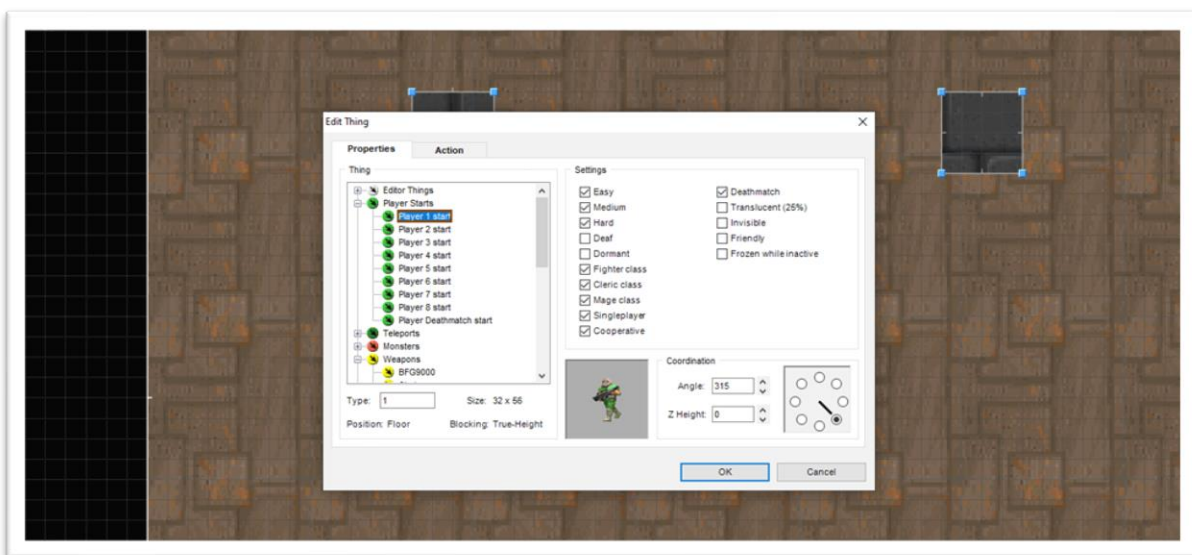 Edit Thing
Properties Action
Thing
Editor Things
Player Starts
Player 1 start
Player 2 start
Player 3 start
Player 4 start
Player 5 start
Player 6 start
Player 7 start
Player 8 start
Player Deathmatch start
Teleports
Monsters
Weapons
BFG9000
Type: 1 Size: 32 x 56
Position: Floor Blocking: True-Height
Settings
Easy
Medium
Hard
Deaf
Dormant
Fighter class
Cleric class
Mage class
Singleplayer
Cooperative
Deathmatch
Translucent (25%)
Invisible
Friendly
Frozen while inactive
Coordination
Angle: 315
Z Height: 0
OK Cancel